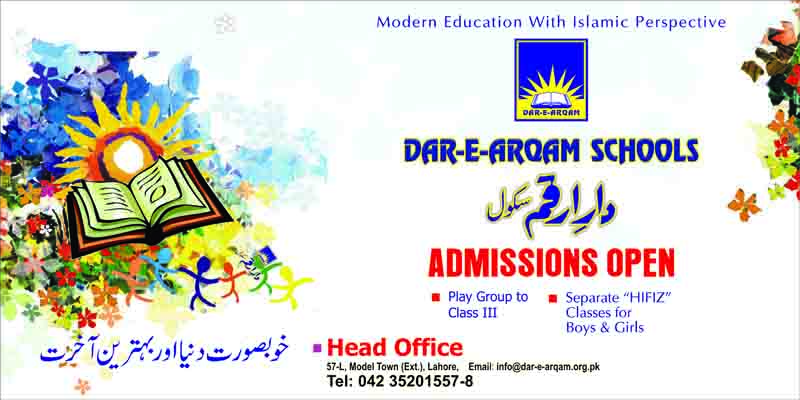 Modern Education With Islamic Perspective
DAR-E-ARQAM
DAR-E-ARQAM SCHOOLS
دارِارقم سکول
ADMISSIONS OPEN
Play Group to
Class III
Separate “HIFIZ”
Classes for
Boys & Girls
خوبصورت دنیا اور بہترین آخرت
Head Office
57-L, Model Town (Ext.), Lahore, Email: info@dar-e-arqam.org.pk
Tel: 042 35201557-8